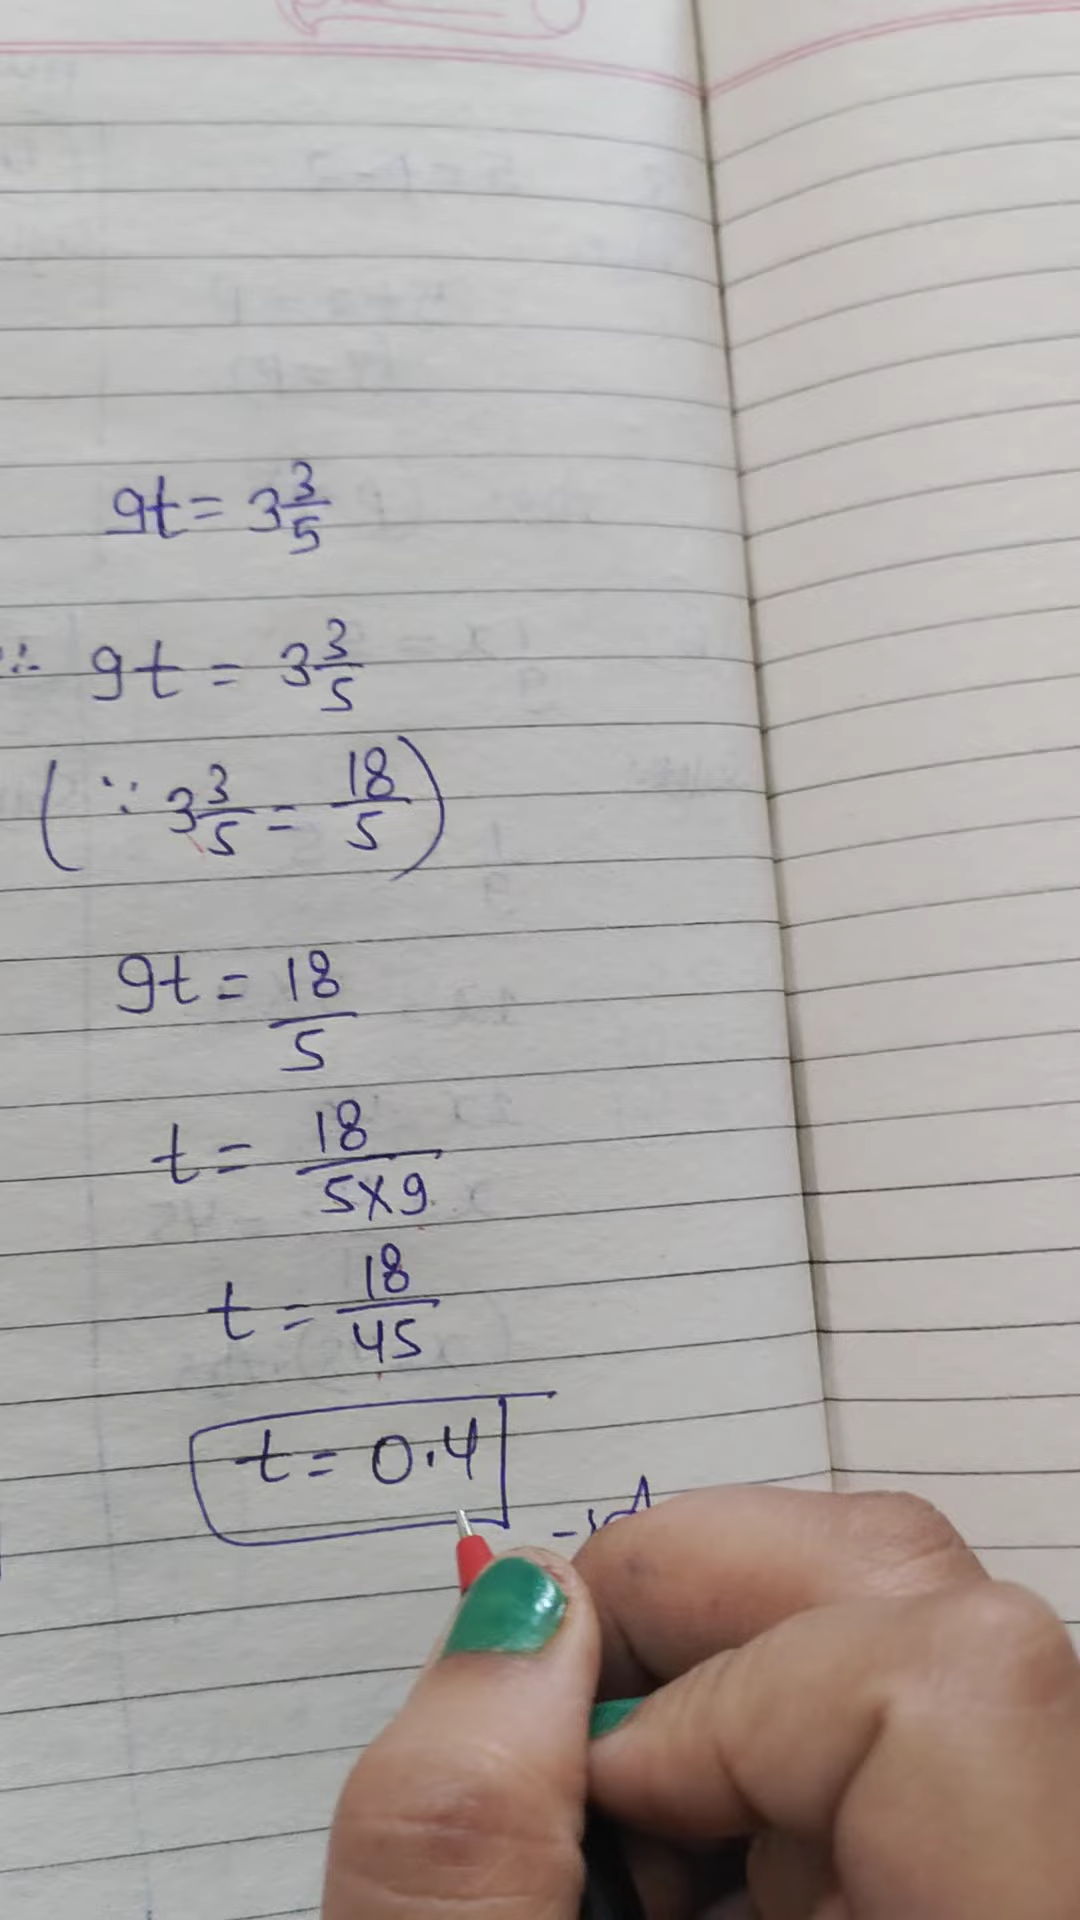 9t = 3 3/5
∴ 9t = 3 3/5
(∵ 3 3/5 = 18/5)
9t = 18/5
t = 18/5×9
t = 18/45
t = 0.4